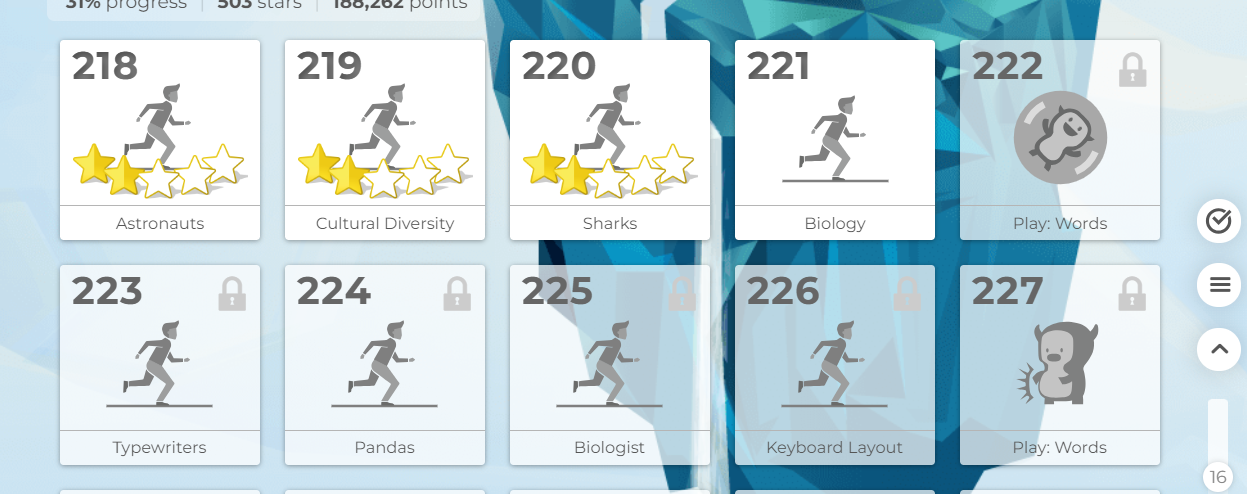 31% progress | 503 stars | 188,262 points
218
219
220
221
222
Astronauts
Cultural Diversity
Sharks
Biology
Play: Words
223
224
225
226
227
Typewriters
Pandas
Biologist
Keyboard Layout
Play: Words
16